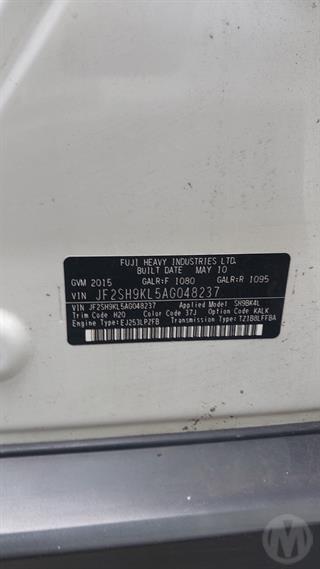 FUJI HEAVY INDUSTRIES LTD.
BUILT DATE MAY 10
GVM 2015 GALR:F 1080 GALR:R 1095
VIN JF2SH9KL5AG048237
VIN JF2SH9KL5AG048237 Applied Model SH9BK4L
Trim Code H20 Color Code 37J Option Code KALK
Engine Type:EJ253LPZFB Transmission Type:TZ1B8LFFBA
M